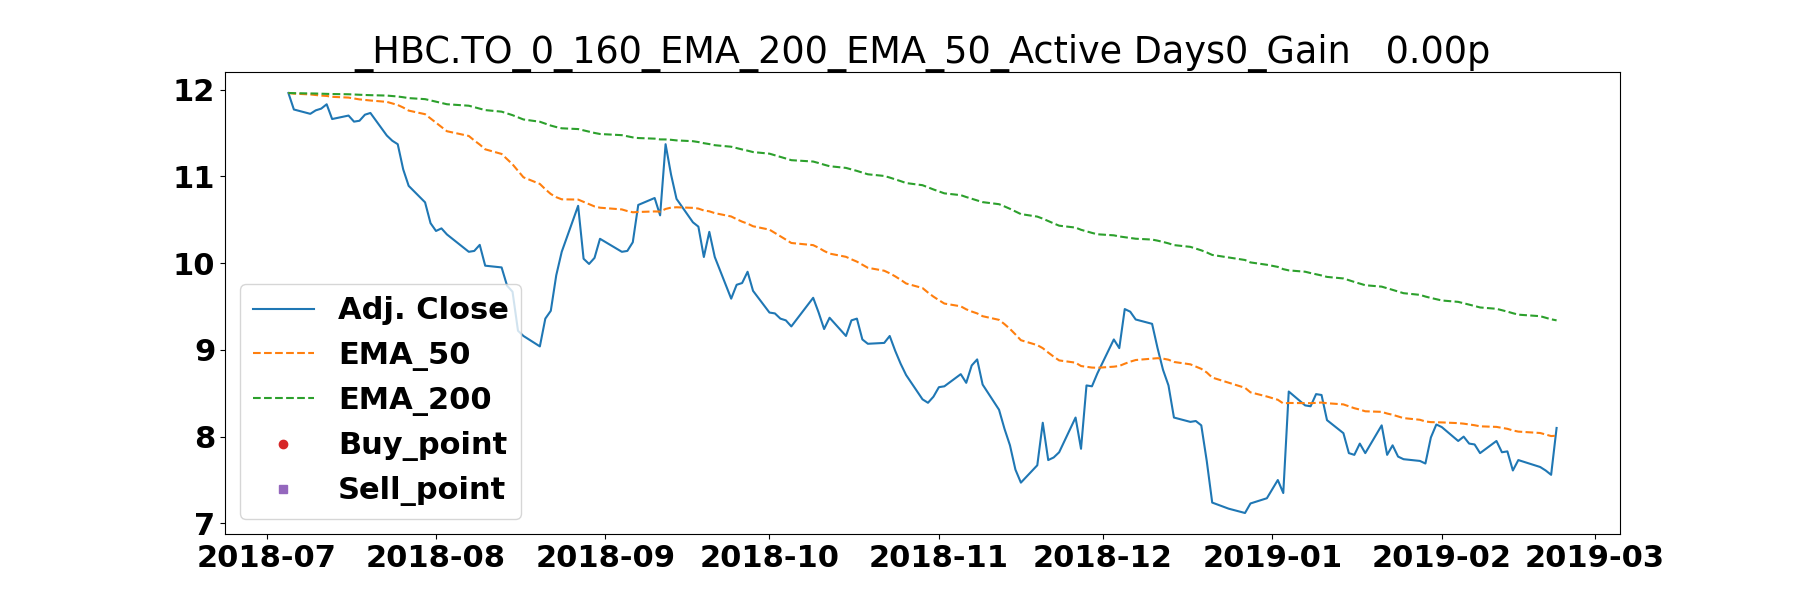 _HBC.TO_0_160_EMA_200_EMA_50_Active Days0_Gain   0.00p
12
11
10
9
8
7
Adj. Close
EMA_50
EMA_200
Buy_point
Sell_point
2018-07 2018-08 2018-09 2018-10 2018-11 2018-12 2019-01 2019-02 2019-03